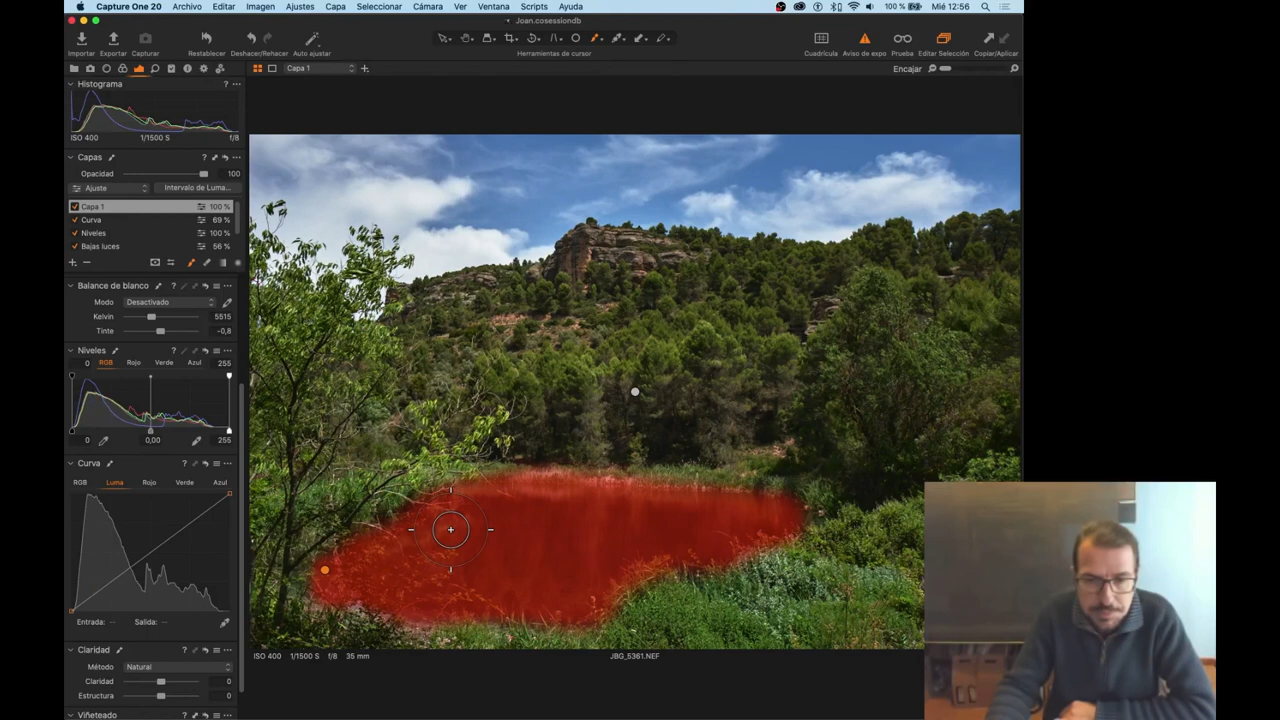 Capture One 20 Archivo Editar Imagen Ajustes Capa Seleccionar Cámara Ver Ventana Scripts Ayuda 100 % Mié 12:56
Joan.cosessiondb
Importar Exportar Capturar Restablecer Deshacer/Rehacer Auto ajustar Herramientas de cursor Cuadrícula Aviso de expo Prueba Editar Selección Copiar/Aplicar
Capa 1 Encajar
Histograma
ISO 400 1/1500 S f/8
Capas
Opacidad 100
Ajuste Intervalo de Luma...
Capa 1 100 %
Curva 69 %
Niveles 100 %
Bajas luces 56 %
Balance de blanco
Modo Desactivado
Kelvin 5515
Tinte -0,8
Niveles
0 RGB Rojo Verde Azul 255
0 0,00 255
Curva
RGB Luma Rojo Verde Azul
Entrada: -- Salida: --
Claridad
Método Natural
Claridad 0
Estructura 0
Viñeteado
ISO 400 1/1500 S f/8 35 mm JBG_5361.NEF